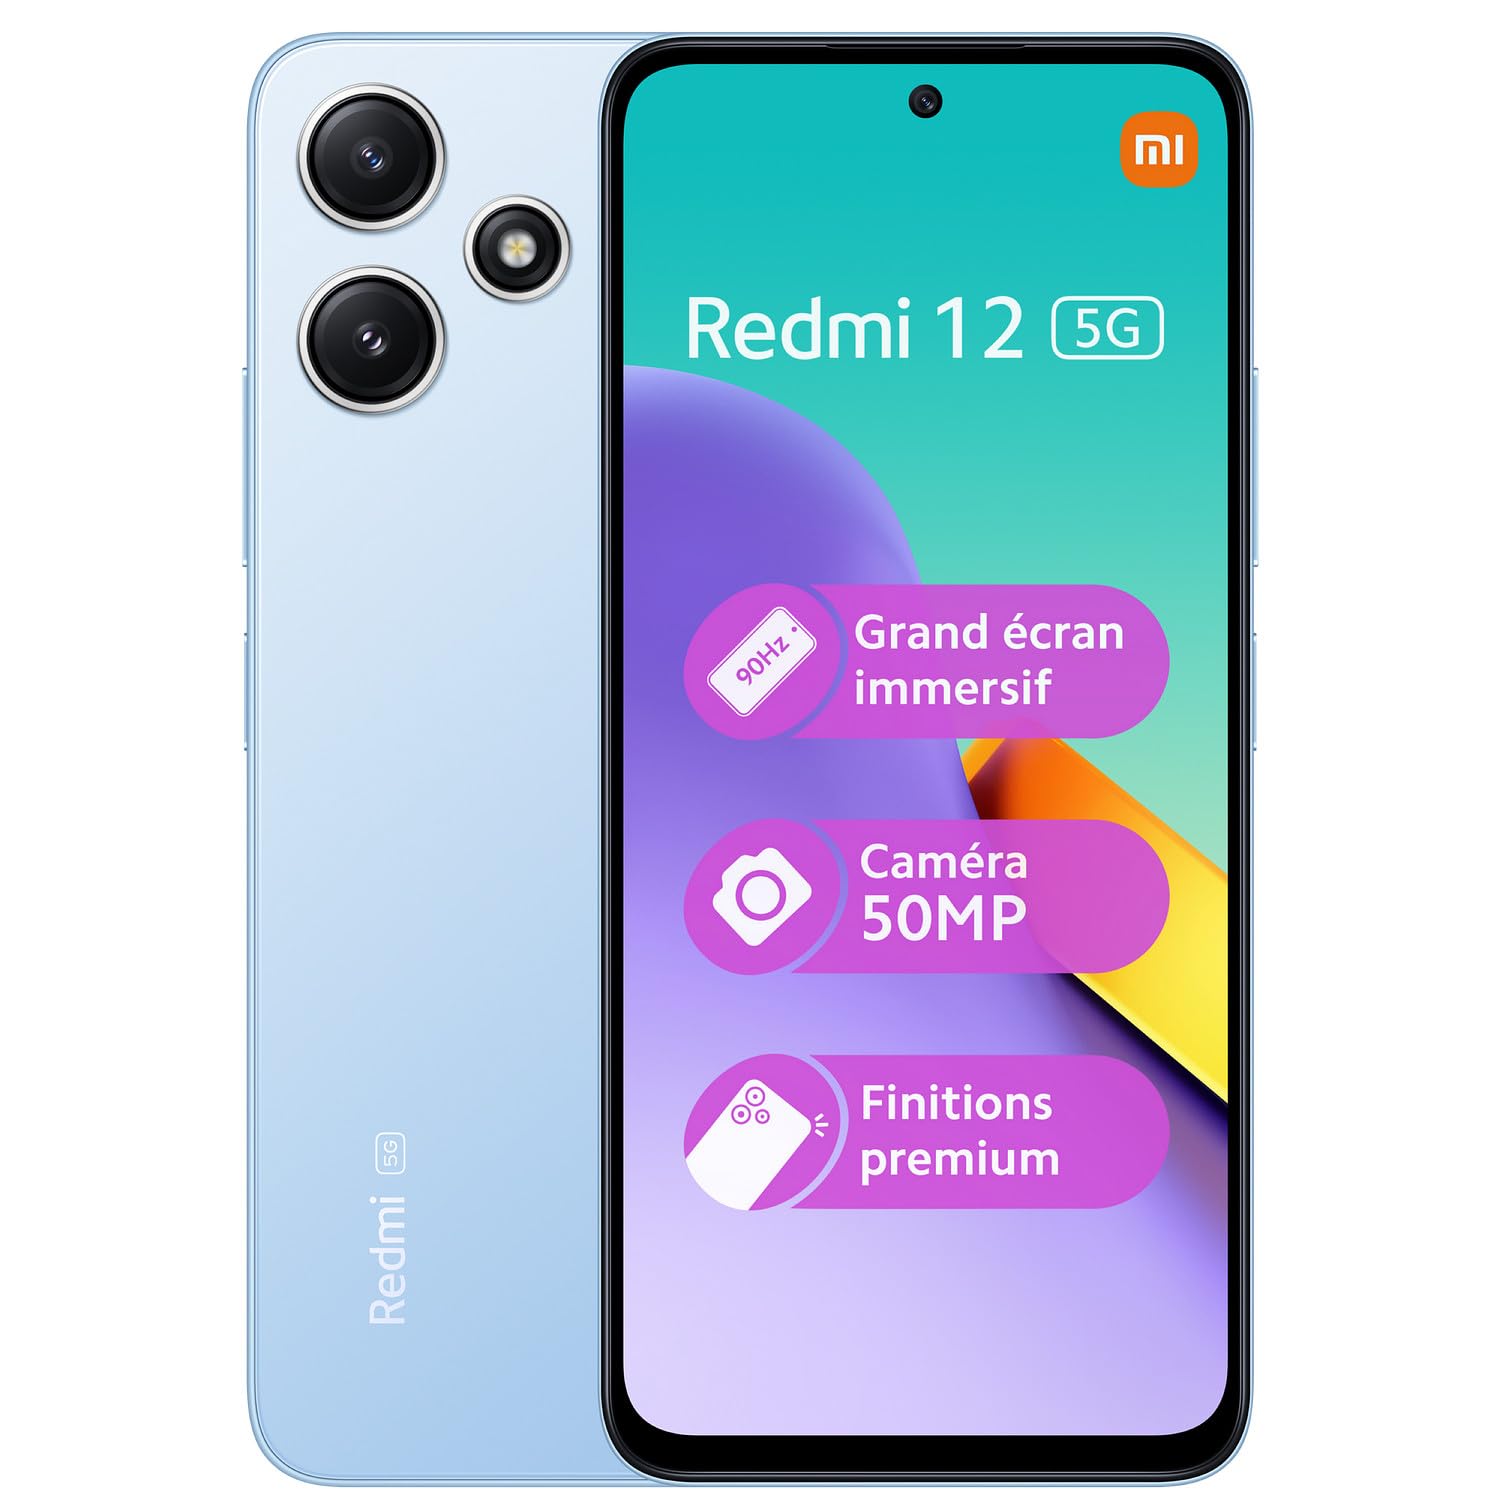 mi
Redmi 12 5G
90Hz
Grand écran
immersif
Caméra
50MP
Finitions
premium
Redmi 5G